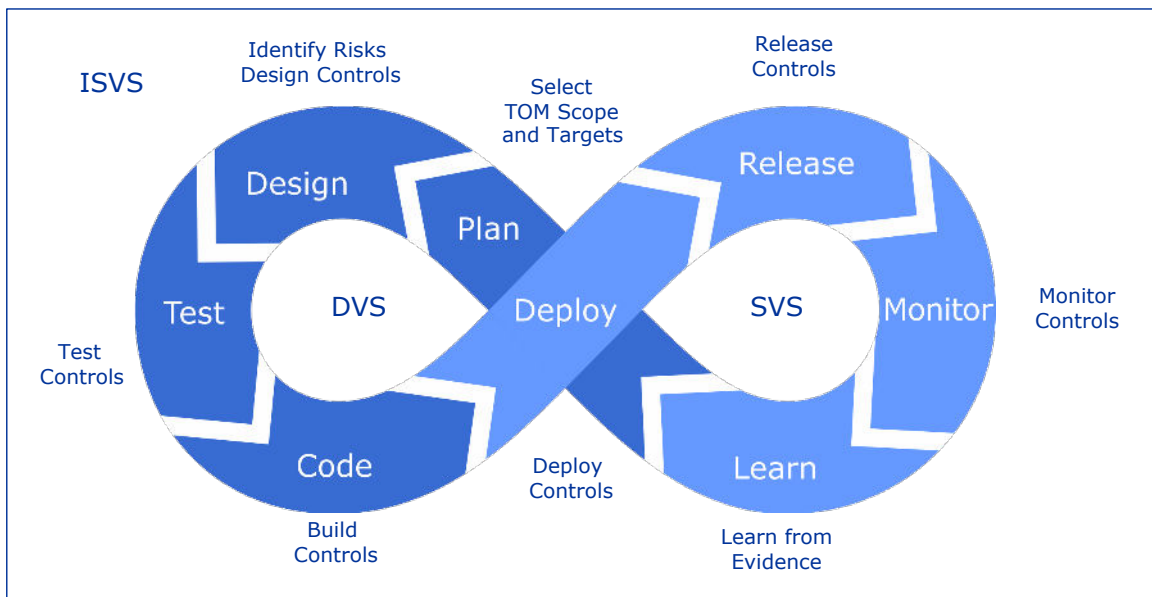 ISVS
Identify Risks
Design Controls
Select
TOM Scope
and Targets
Release
Controls
Design
Plan
Release
Test
DVS
Deploy
SVS
Monitor
Monitor
Controls
Test
Controls
Code
Learn
Build
Controls
Deploy
Controls
Learn from
Evidence